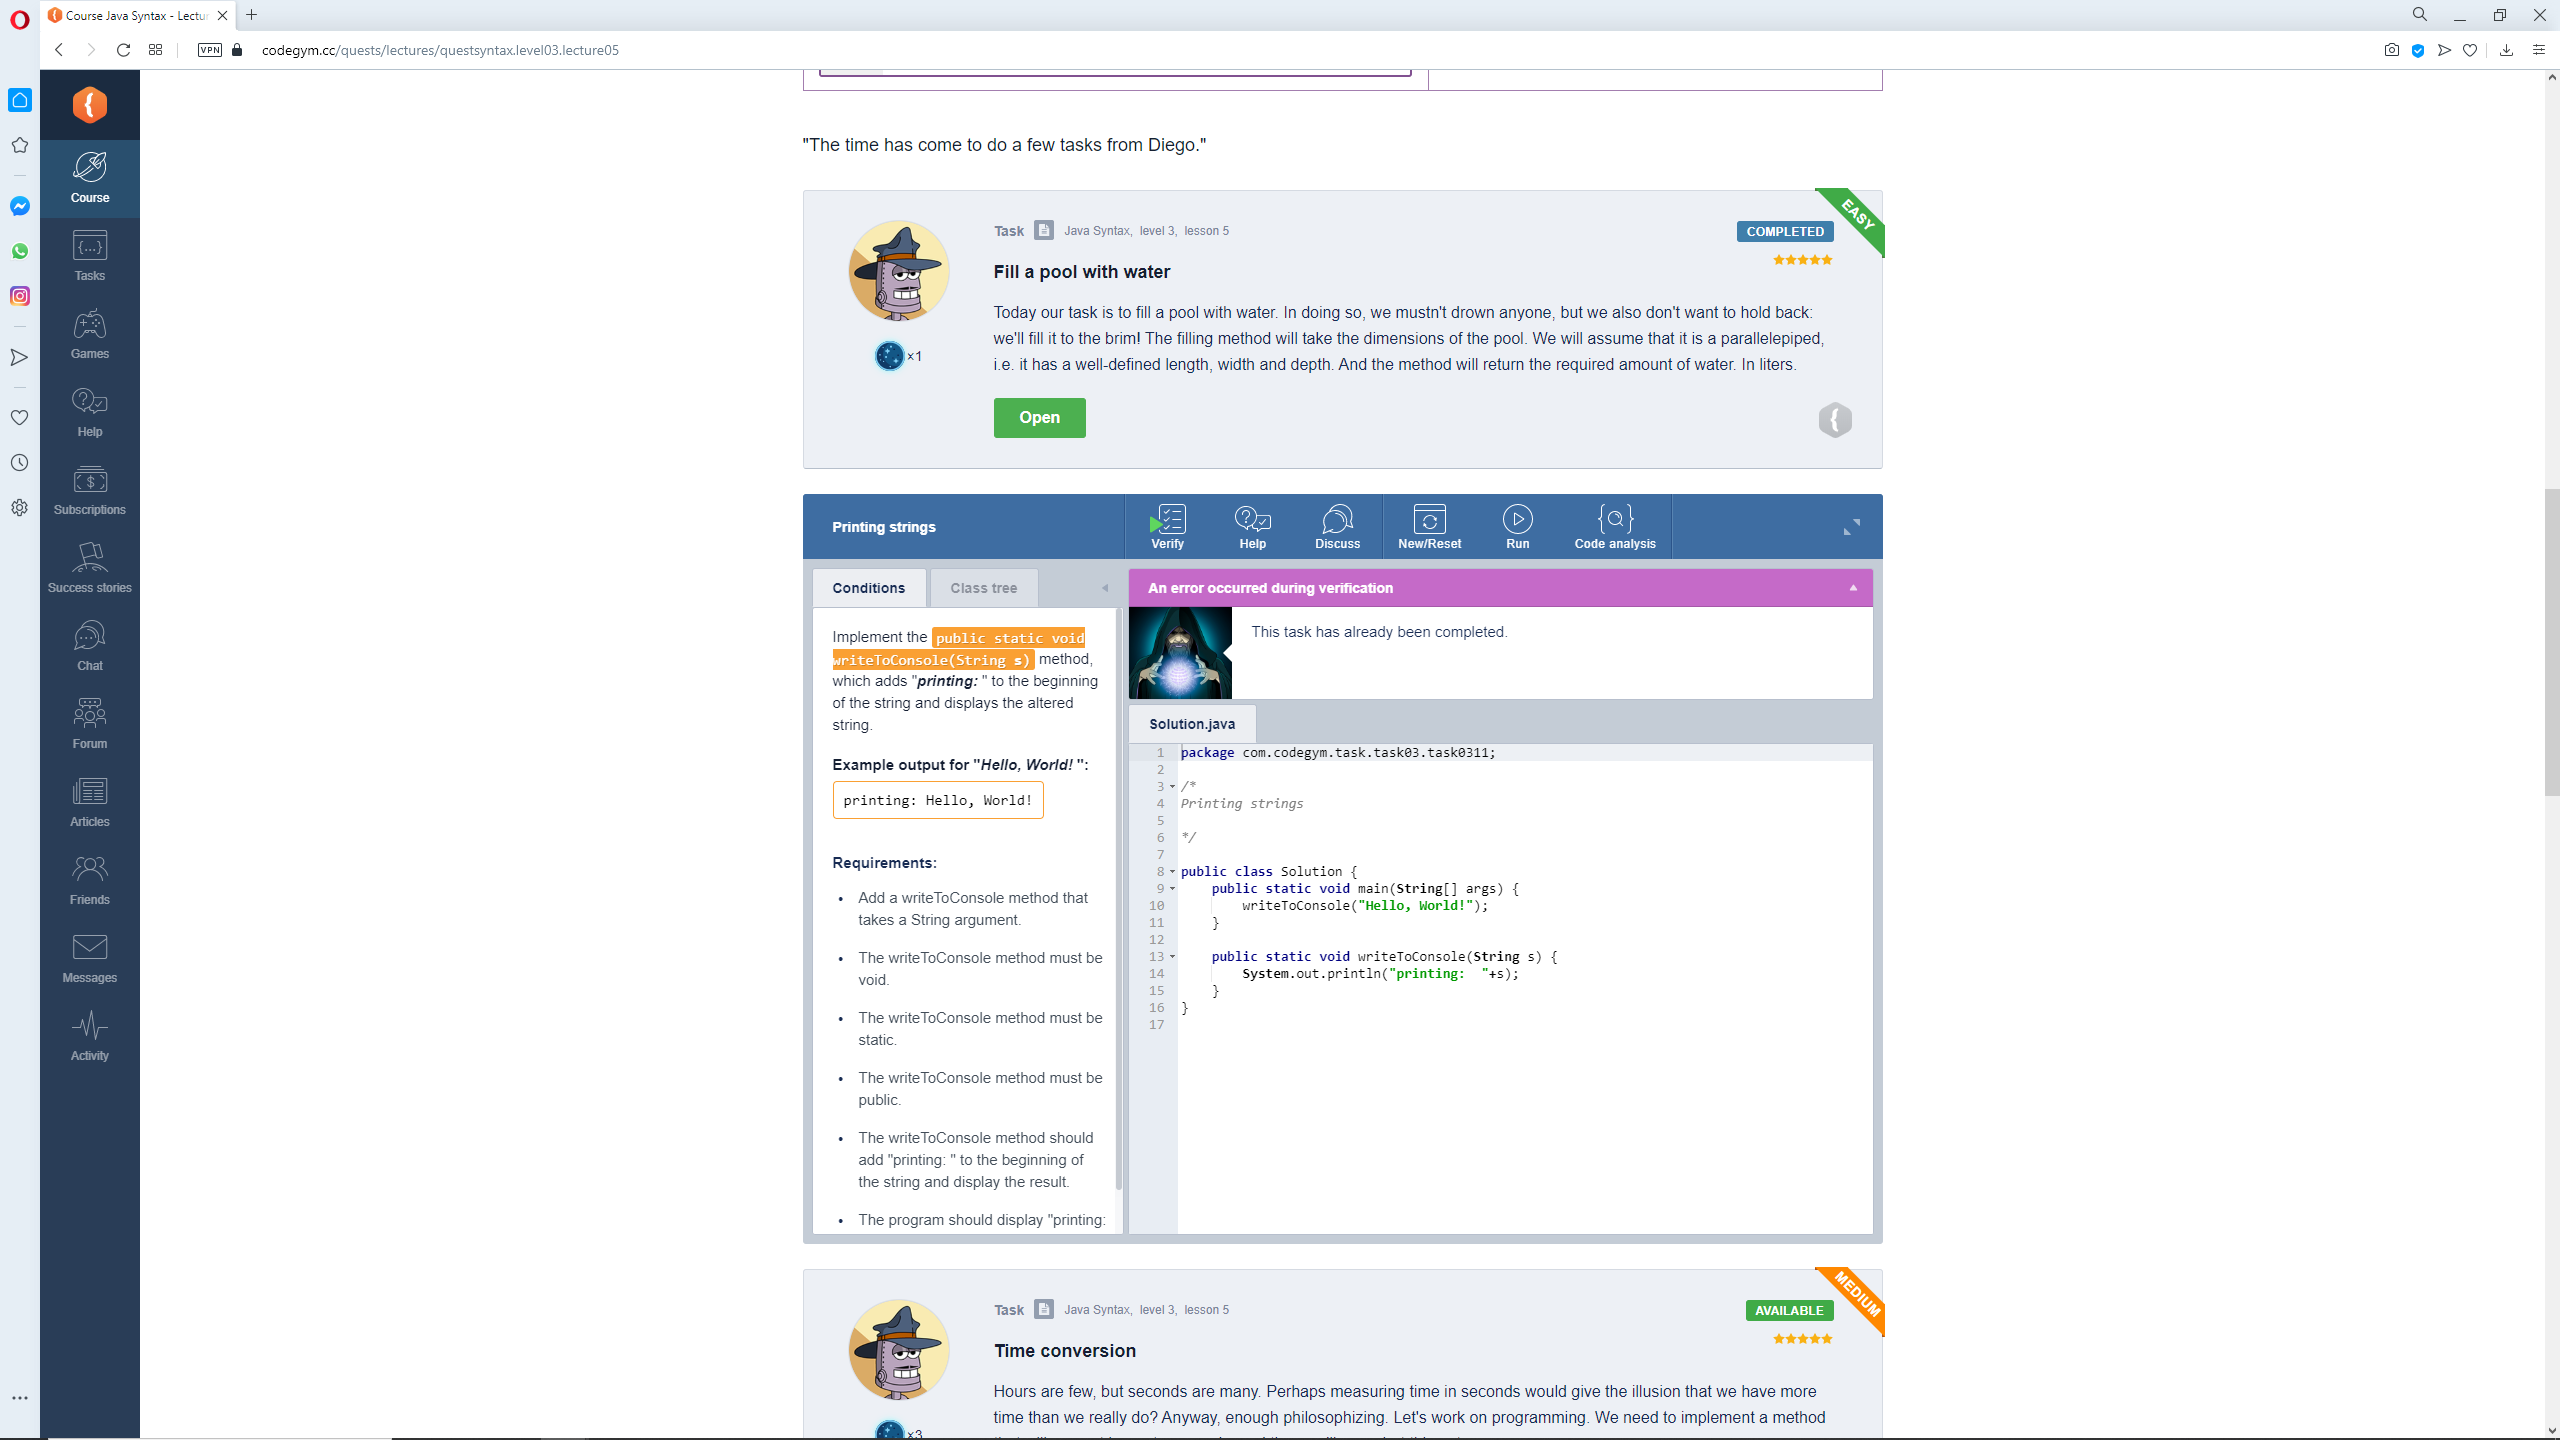 Course Java Syntax - Lectur
VPN
codegym.cc/quests/lectures/questsyntax.level03.lecture05
Course
Tasks
Games
Help
Subscriptions
Success stories
Chat
Forum
Articles
Friends
Messages
Activity
"The time has come to do a few tasks from Diego."
Task Java Syntax, level 3, lesson 5
COMPLETED
EASY
Fill a pool with water
Today our task is to fill a pool with water. In doing so, we mustn't drown anyone, but we also don't want to hold back:
we'll fill it to the brim! The filling method will take the dimensions of the pool. We will assume that it is a parallelepiped,
i.e. it has a well-defined length, width and depth. And the method will return the required amount of water. In liters.
x1
Open
Printing strings
Verify
Help
Discuss
New/Reset
Run
Code analysis
Conditions
Class tree
Implement the public static void
writeToConsole(String s) method,
which adds "printing: " to the beginning
of the string and displays the altered
string.
Example output for "Hello, World! ":
printing: Hello, World!
Requirements:
• Add a writeToConsole method that
takes a String argument.
• The writeToConsole method must be
void.
• The writeToConsole method must be
static.
• The writeToConsole method must be
public.
• The writeToConsole method should
add "printing: " to the beginning of
the string and display the result.
• The program should display "printing:
An error occurred during verification
This task has already been completed.
Solution.java
1 package com.codegym.task.task03.task0311;
2
3 /*
4 Printing strings
5
6 */
7
8 public class Solution {
9     public static void main(String[] args) {
10         writeToConsole("Hello, World!");
11     }
12
13     public static void writeToConsole(String s) {
14         System.out.println("printing:  "+s);
15     }
16 }
17
Task Java Syntax, level 3, lesson 5
AVAILABLE
MEDIUM
Time conversion
Hours are few, but seconds are many. Perhaps measuring time in seconds would give the illusion that we have more
time than we really do? Anyway, enough philosophizing. Let's work on programming. We need to implement a method
x3